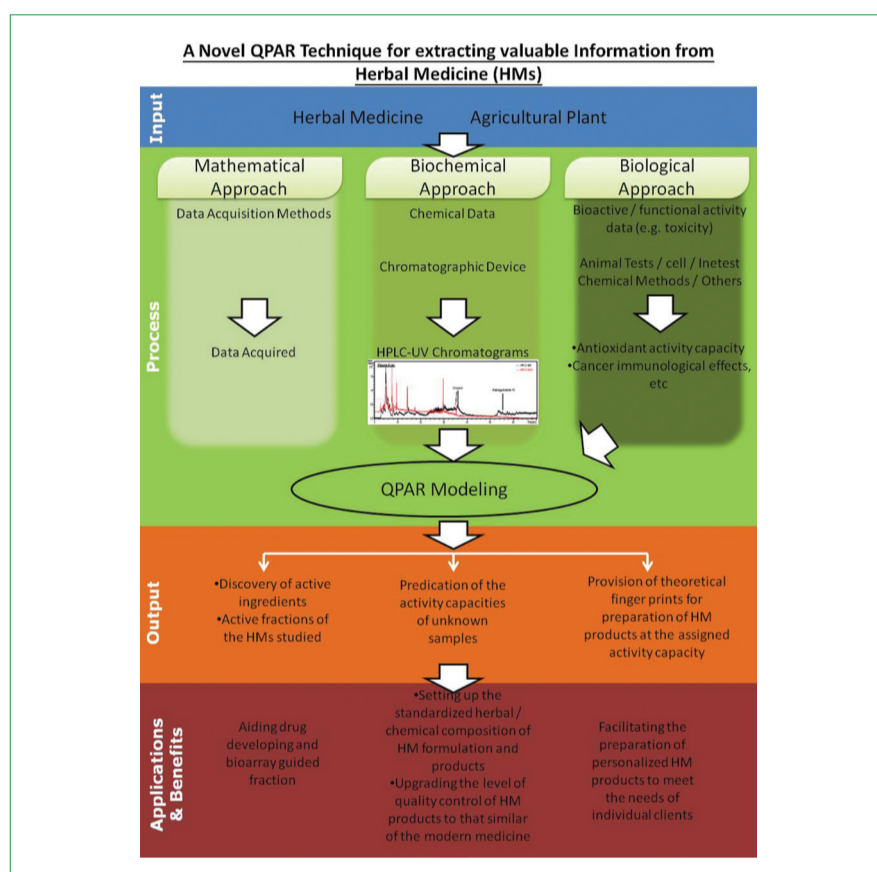 A Novel QPAR Technique for extracting valuable Information from
Herbal Medicine (HMs)
Input
Herbal Medicine Agricultural Plant
Process
Mathematical
Approach
Data Acquisition Methods
Data Acquired
Biochemical
Approach
Chemical Data
Chromatographic Device
HPLC-UV Chromatograms
Biological
Approach
Bioactive / functional activity
data (e.g. toxicity)
Animal Tests / cell / Inetest
Chemical Methods / Others
•Antioxidant activity capacity
•Cancer immunological effects,
etc
QPAR Modeling
Output
•Discovery of active
ingredients
•Active fractions of
the HMs studied
Predication of the
activity capacities
of unknown
samples
Provision of theoretical
finger prints for
preparation of HM
products at the assigned
activity capacity
Applications
& Benefits
Aiding drug
developing and
bioarray guided
fraction
•Setting up the
standardized herbal /
chemical composition of
HM formulation and
products
•Upgrading the level of
quality control of HM
products to that similar
of the modern medicine
Facilitating the
preparation of
personalized HM
products to meet
the needs of
individual clients